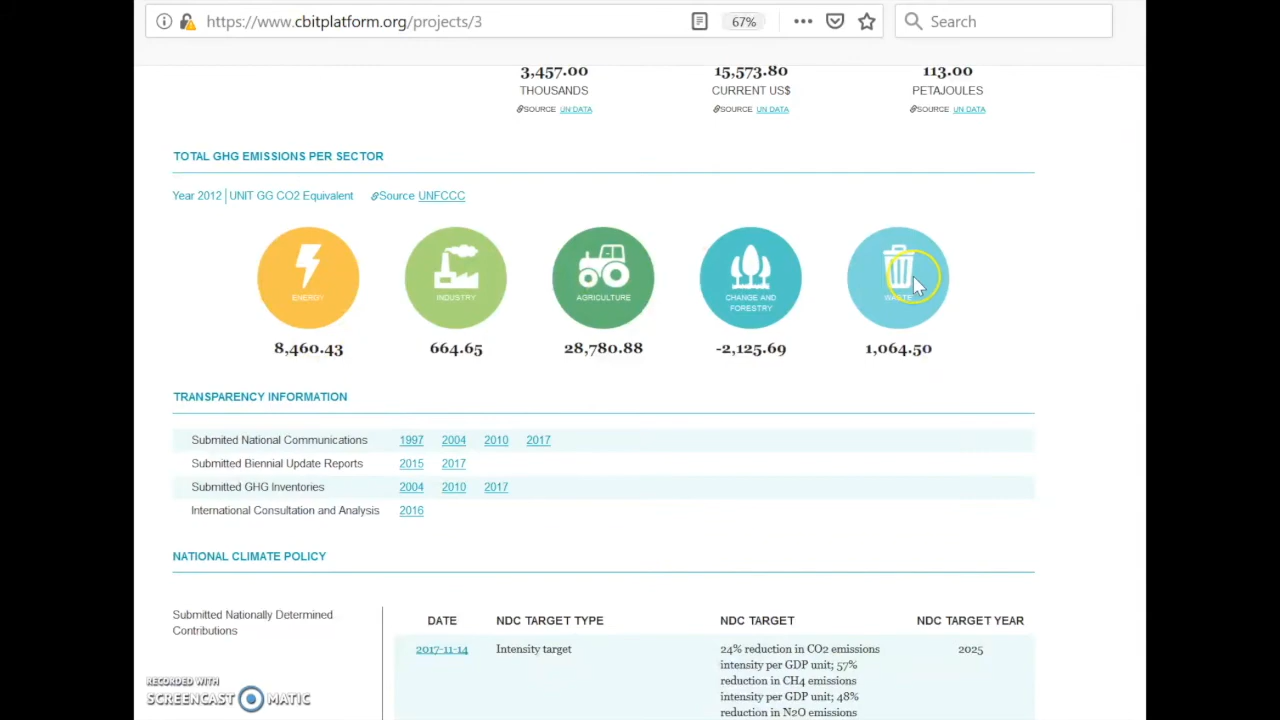 https://www.cbitplatform.org/projects/3
67%
Search
3,457.00
15,573.80
113.00
THOUSANDS
CURRENT US$
PETAJOULES
SOURCE UN DATA
SOURCE UN DATA
SOURCE UN DATA
TOTAL GHG EMISSIONS PER SECTOR
Year 2012 | UNIT GG CO2 Equivalent Source UNFCCC
ENERGY
INDUSTRY
AGRICULTURE
CHANGE AND
FORESTRY
WASTE
8,460.43
664.65
28,780.88
-2,125.69
1,064.50
TRANSPARENCY INFORMATION
Submited National Communications 1997 2004 2010 2017
Submitted Biennial Update Reports 2015 2017
Submitted GHG Inventories 2004 2010 2017
International Consultation and Analysis 2016
NATIONAL CLIMATE POLICY
Submitted Nationally Determined
Contributions
DATE NDC TARGET TYPE NDC TARGET NDC TARGET YEAR
2017-11-14 Intensity target 24% reduction in CO2 emissions 2025
intensity per GDP unit; 57%
reduction in CH4 emissions
intensity per GDP unit; 48%
reduction in N2O emissions
RECORDED WITH
SCREENCAST MATIC